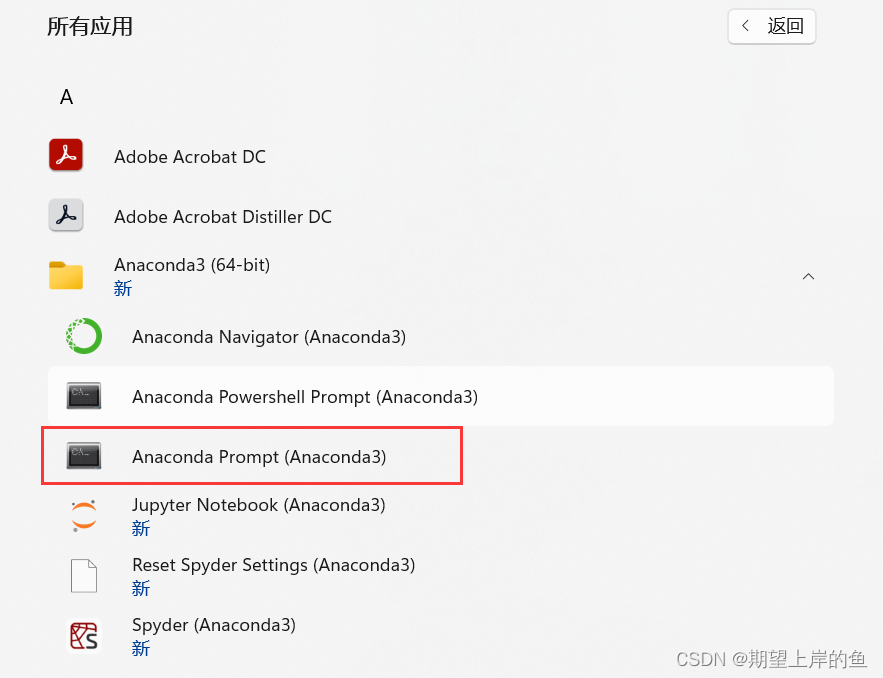 所有应用
返回
A
Adobe Acrobat DC
Adobe Acrobat Distiller DC
Anaconda3 (64-bit)
新
Anaconda Navigator (Anaconda3)
Anaconda Powershell Prompt (Anaconda3)
Anaconda Prompt (Anaconda3)
Jupyter Notebook (Anaconda3)
新
Reset Spyder Settings (Anaconda3)
新
Spyder (Anaconda3)
新
CSDN @期望上岸的鱼